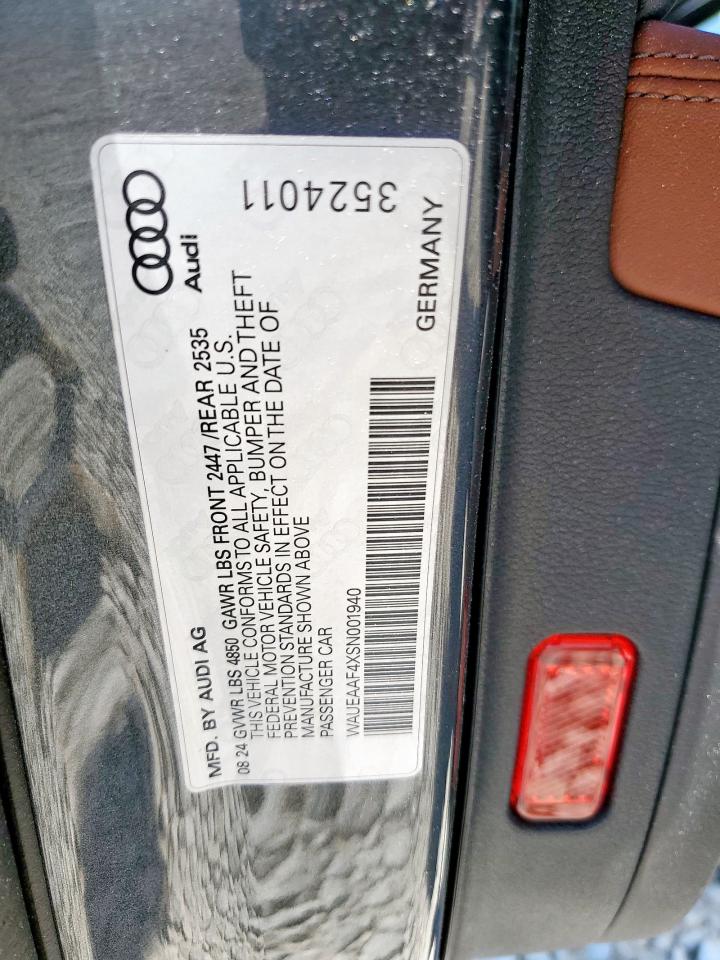 MFD. BY AUDI AG
08 24 GVWR LBS 4850 GAWR LBS FRONT 2447/REAR 2535
THIS VEHICLE CONFORMS TO ALL APPLICABLE U.S.
FEDERAL MOTOR VEHICLE SAFETY, BUMPER AND THEFT
PREVENTION STANDARDS IN EFFECT ON THE DATE OF
MANUFACTURE SHOWN ABOVE
PASSENGER CAR
WAUEAAF4XSN001940
Audi
3524011
GERMANY